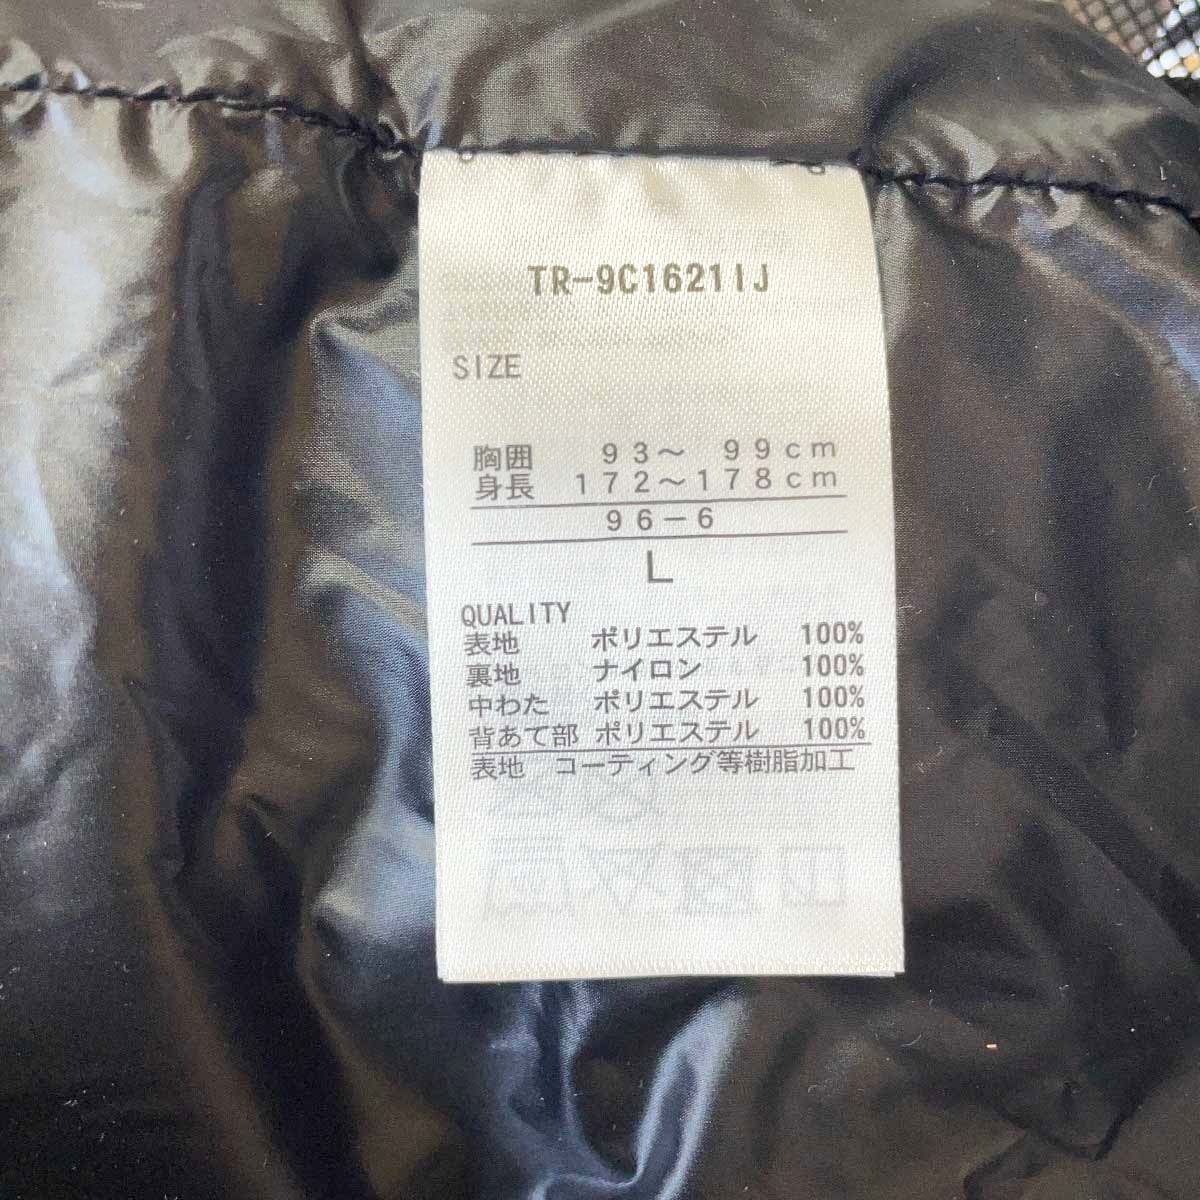 TR-9C16211J
SIZE
胸囲 93～ 99cm
身長 172～178cm
96-6
L
QUALITY
表地 ポリエステル 100%
裏地 ナイロン 100%
中わた ポリエステル 100%
背あて部 ポリエステル 100%
表地 コーティング等樹脂加工